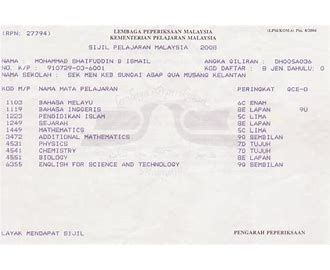 (RPN: 27794)
LEMBAGA PEPERIKSAAN MALAYSIA
KEMENTERIAN PELAJARAN MALAYSIA
SIJIL PELAJARAN MALAYSIA 2008
NAMA : MOHAMMAD SHAIFUDDIN B ISMAIL
ANGKA GILIRAN : DH005A036
NO. K/P: 910729-03-6001
KOD DAFTAR : B JEN DAHULU: 0
NAMA SEKOLAH : SEK MEN KEB SUNGAI ASAP GUA MUSANG KELANTAN
KOD M/P NAMA MATA PELAJARAN PERINGKAT GCE-O
1103 BAHASA MELAYU 6C ENAM
1119 BAHASA INGGERIS 8E LAPAN 9U
1223 PENDIDIKAN ISLAM 5C LIMA
1249 SEJARAH 8E LAPAN
1449 MATHEMATICS 5C LIMA
3472 ADDITIONAL MATHEMATICS 9G SEMBILAN
4531 PHYSICS 7D TUJUH
4541 CHEMISTRY 7D TUJUH
4551 BIOLOGY 8E LAPAN
6355 ENGLISH FOR SCIENCE AND TECHNOLOGY 9G SEMBILAN
LAYAK MENDAPAT SIJIL
PENGARAH PEPERIKSAAN